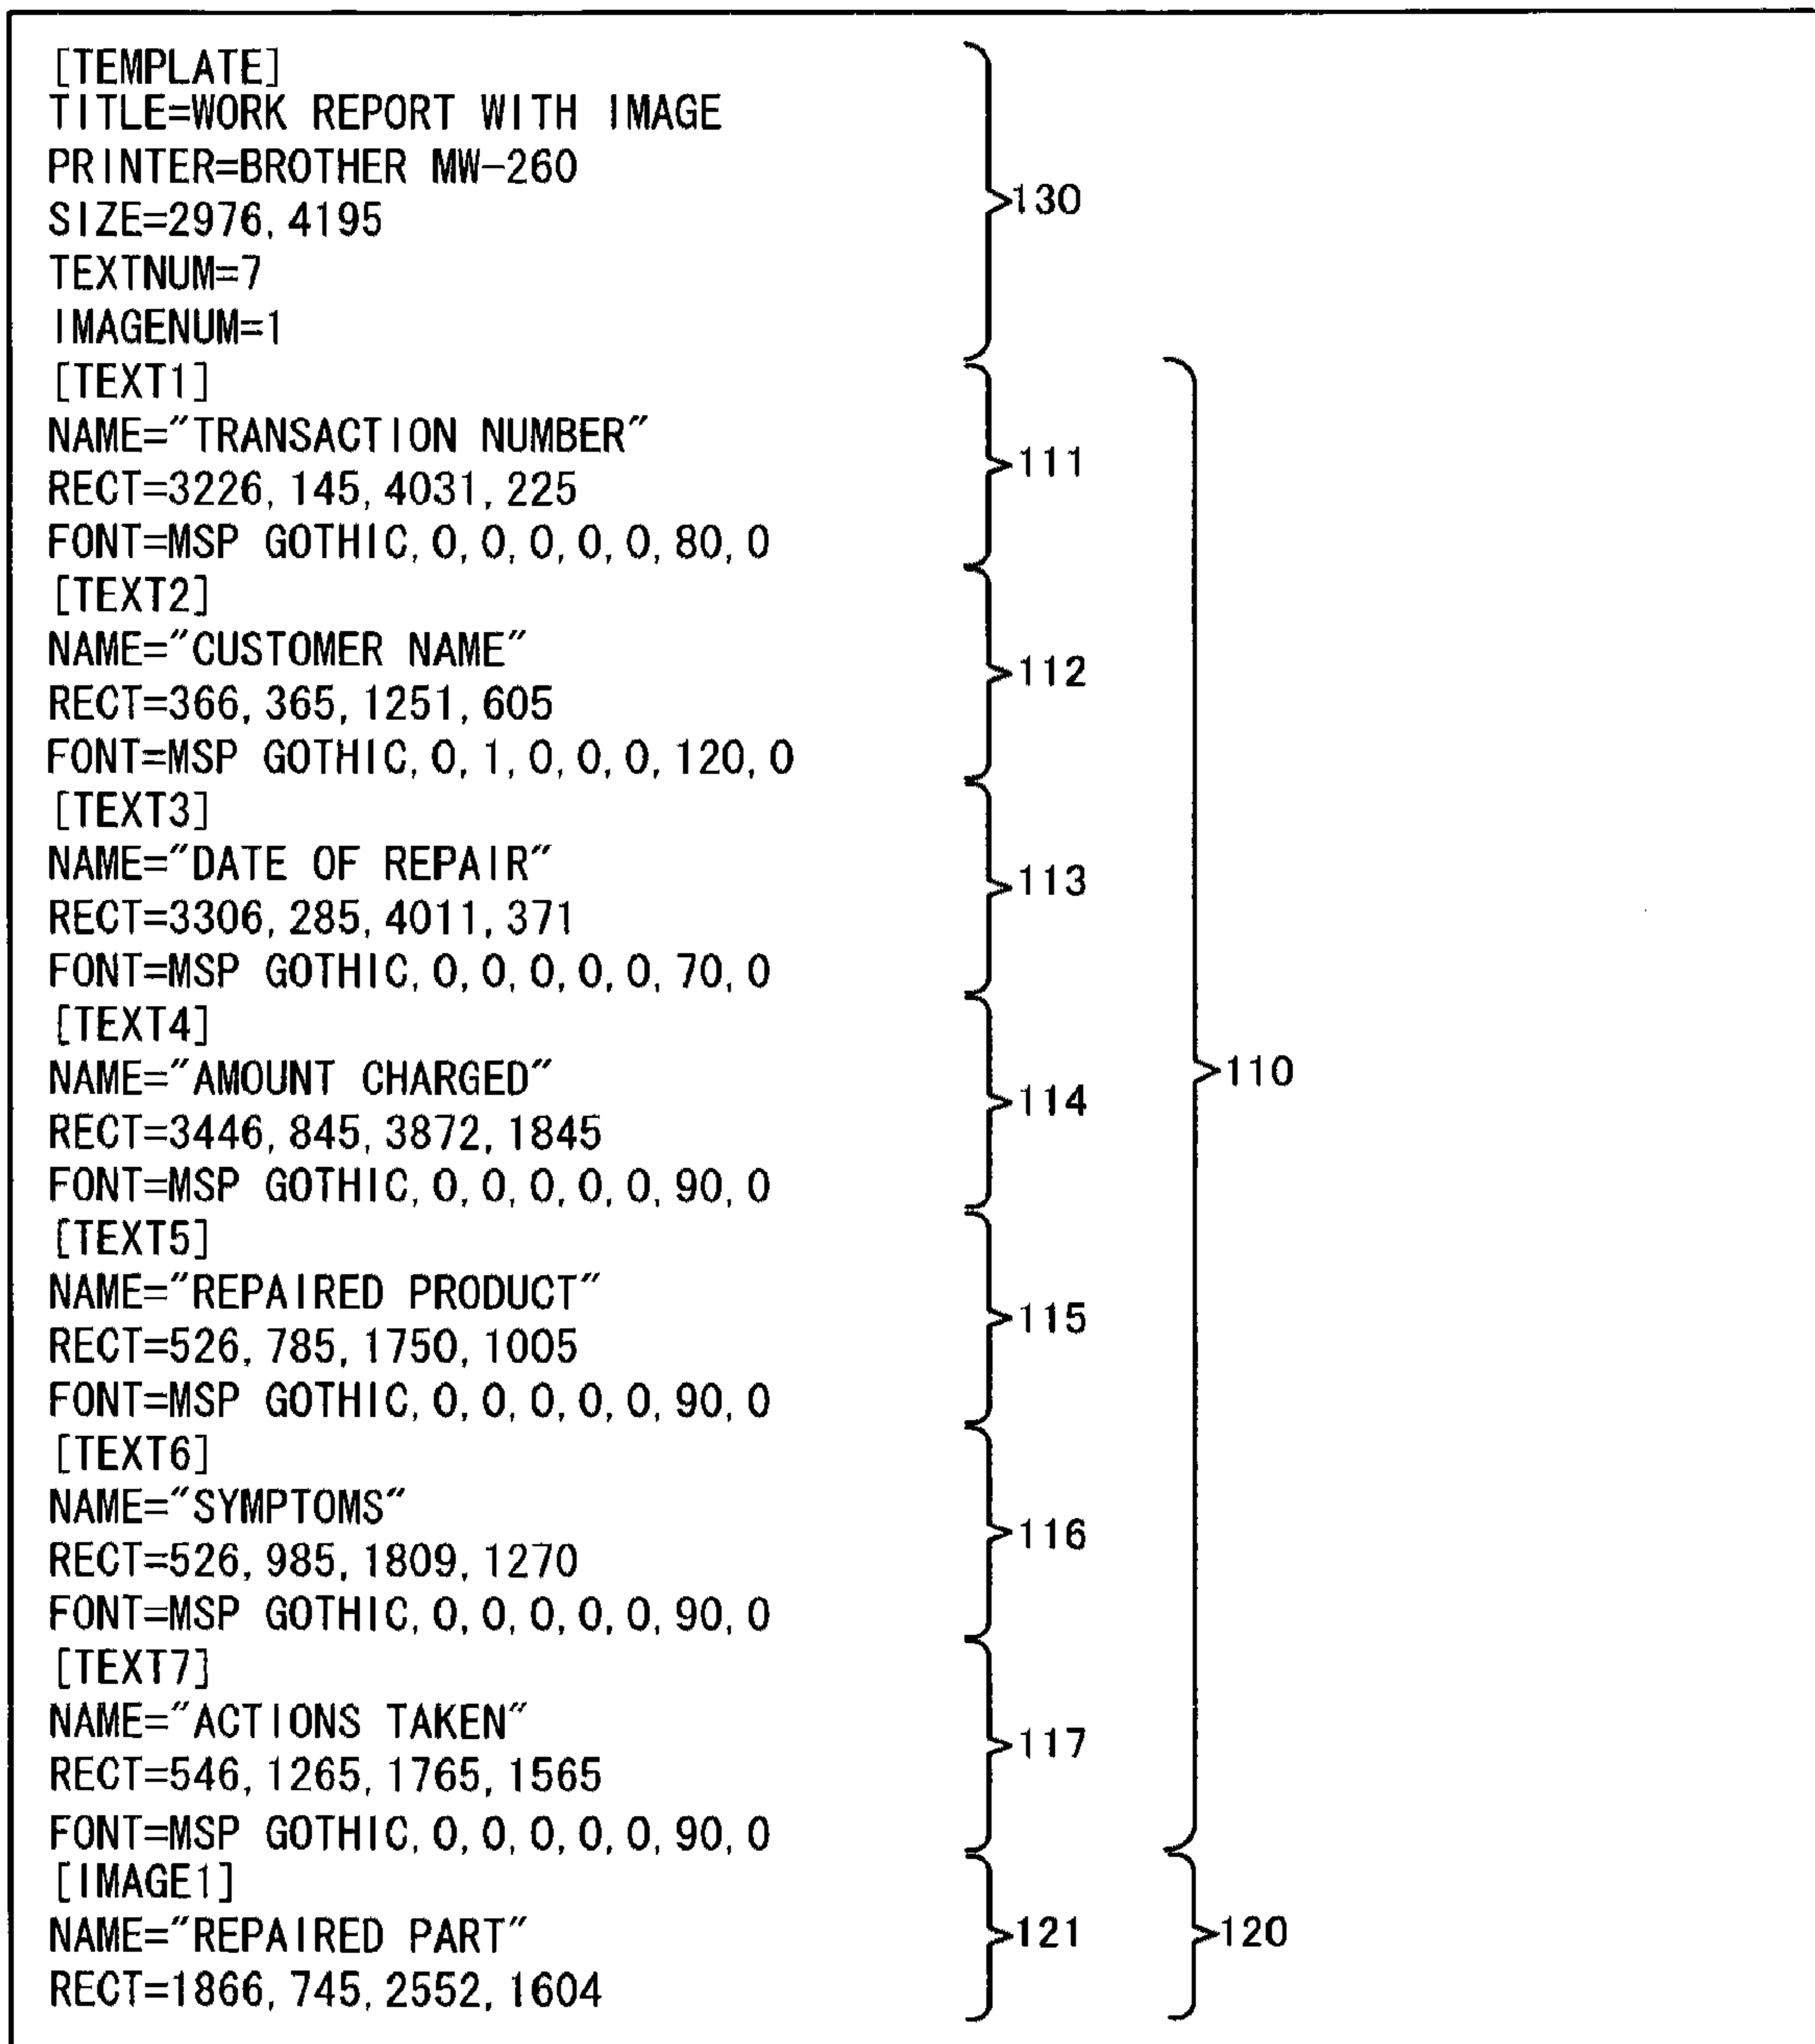 [TEMPLATE]
TITLE=WORK REPORT WITH IMAGE
PRINTER=BROTHER MW-260
SIZE=2976,4195
130
TEXTNUM=7
IMAGENUM=1
[TEXT1]
NAME="TRANSACTION NUMBER"
111
RECT=3226,145,4031,225
FONT=MSP GOTHIC,0,0,0,0,0,80,0
[TEXT2]
NAME="CUSTOMER NAME"
112
RECT=366,365,1251,605
FONT=MSP GOTHIC,0,1,0,0,0,120,0
[TEXT3]
NAME="DATE OF REPAIR"
113
RECT=3306,285,4011,371
FONT=MSP GOTHIC,0,0,0,0,0,70,0
[TEXT4]
NAME="AMOUNT CHARGED"
110
114
RECT=3446,845,3872,1845
FONT=MSP GOTHIC,0,0,0,0,0,90,0
[TEXT5]
NAME="REPAIRED PRODUCT"
115
RECT=526,785,1750,1005
FONT=MSP GOTHIC,0,0,0,0,0,90,0
[TEXT6]
NAME="SYMPTOMS"
116
RECT=526,985,1809,1270
FONT=MSP GOTHIC,0,0,0,0,0,90,0
[TEXT7]
NAME="ACTIONS TAKEN"
117
RECT=546,1265,1765,1565
FONT=MSP GOTHIC,0,0,0,0,0,90,0
[IMAGE1]
NAME="REPAIRED PART"
121
120
RECT=1866,745,2552,1604